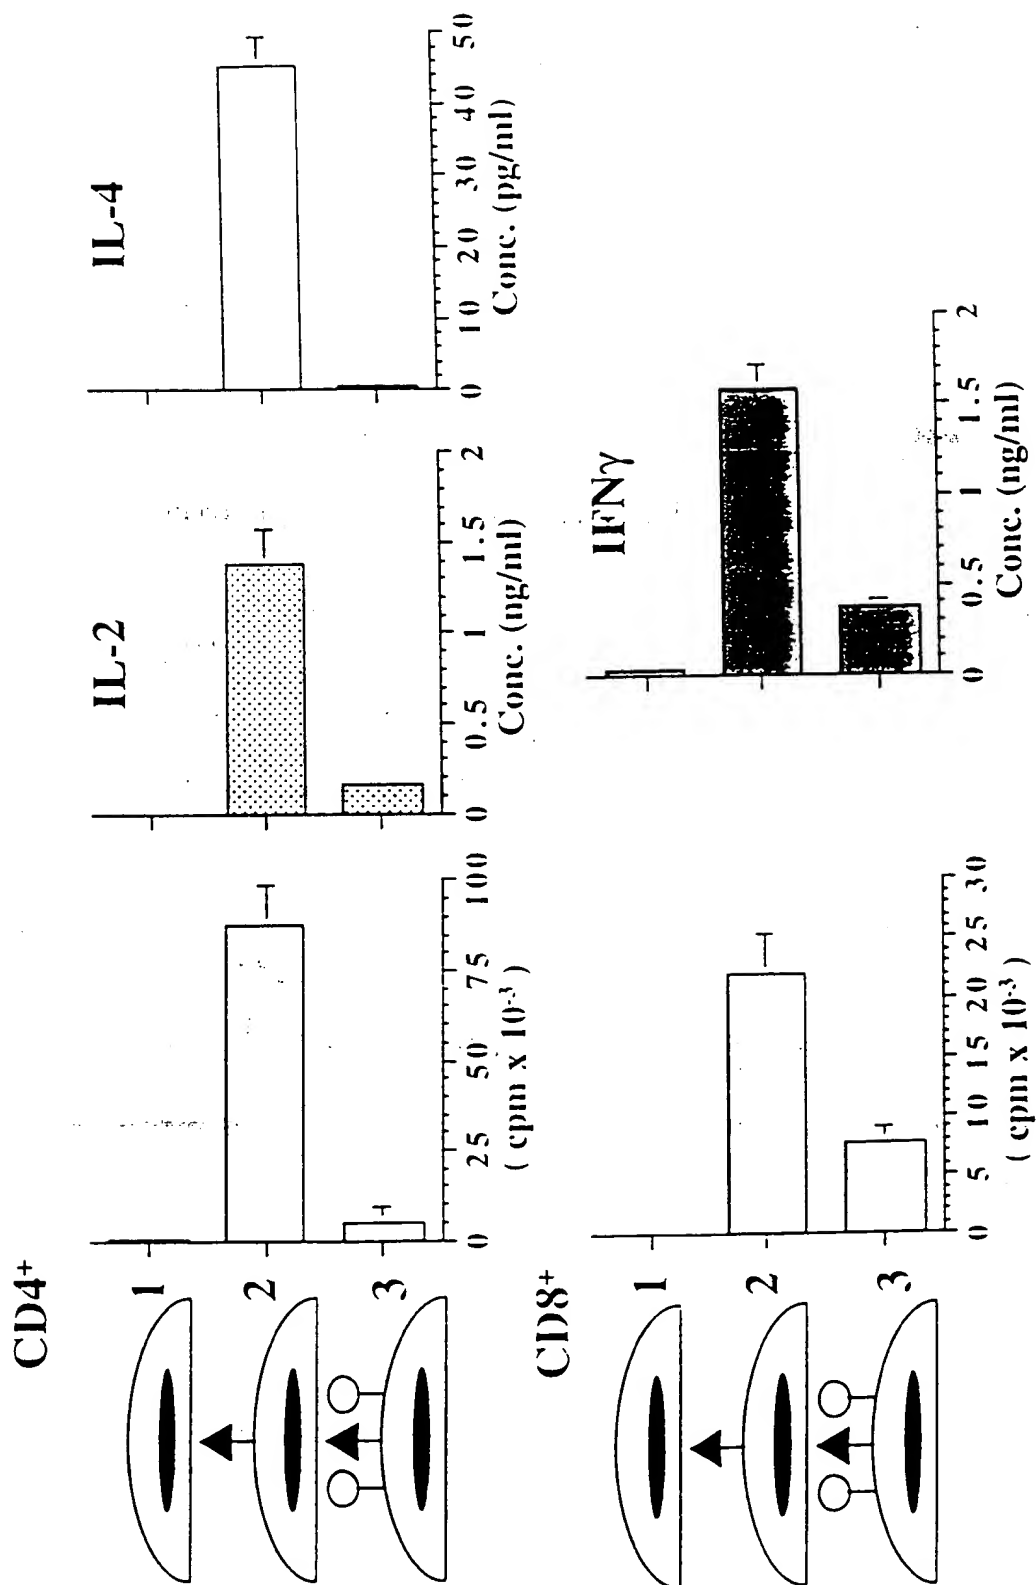 CD4+
1
2
3
0 25 50 75 100
( cpm x 10-3 )
IL-2
0 0.5 1 1.5 2
Conc. (ng/ml)
IL-4
0 10 20 30 40 50
Conc. (pg/ml)
CD8+
1
2
3
0 5 10 15 20 25 30
( cpm x 10-3 )
IFNγ
0 0.5 1 1.5 2
Conc. (ng/ml)